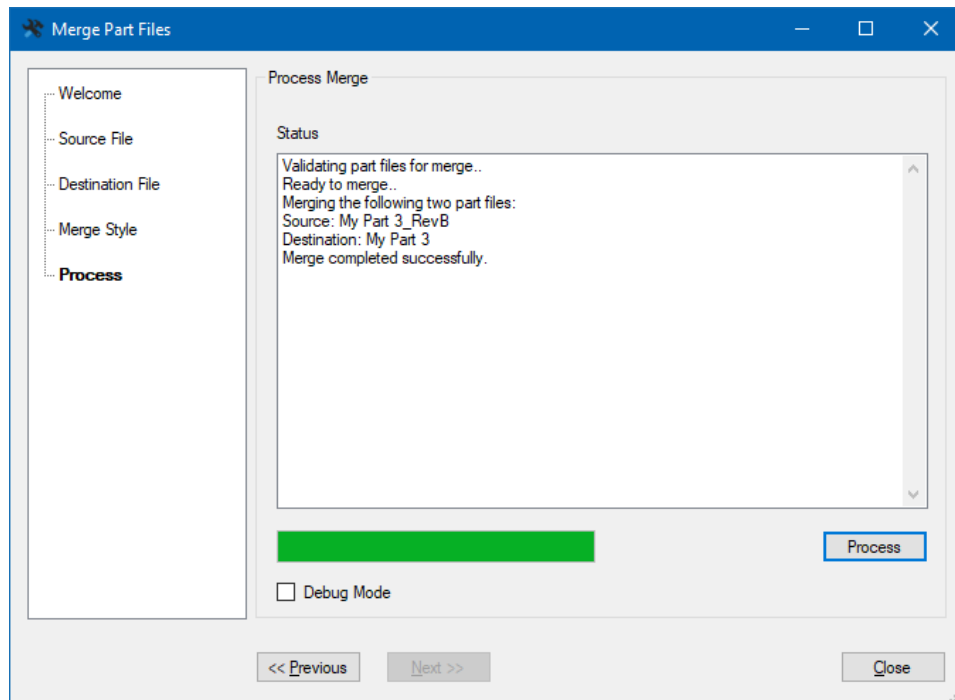 Merge Part Files
Welcome
Source File
Destination File
Merge Style
Process
Process Merge
Status
Validating part files for merge..
Ready to merge..
Merging the following two part files:
Source: My Part 3_RevB
Destination: My Part 3
Merge completed successfully.
Process
Debug Mode
<< Previous
Next >>
Close